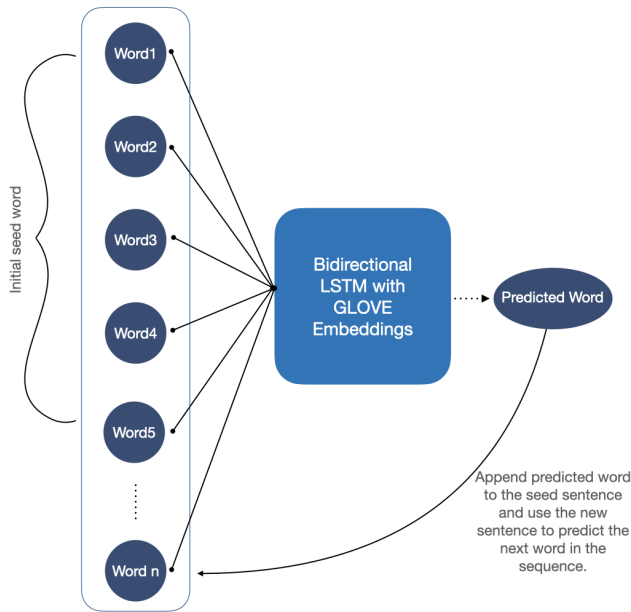 Initial seed word
Word1
Word2
Word3
Word4
Word5
Word n
Bidirectional
LSTM with
GLOVE
Embeddings
Predicted Word
Append predicted word
to the seed sentence
and use the new
sentence to predict the
next word in the
sequence.